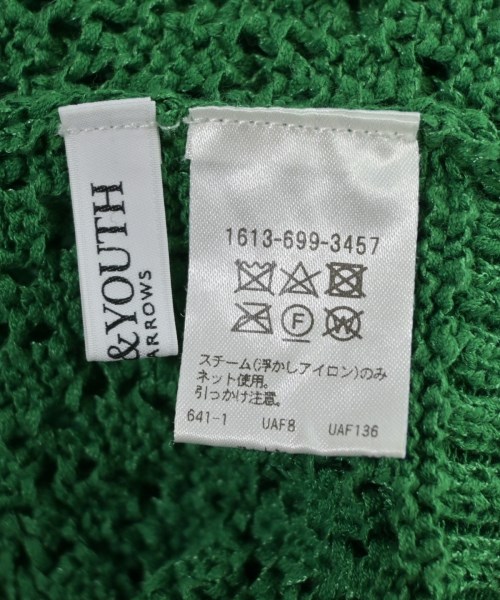 &YOUTH
ARROWS
1613-699-3457
F
W
スチーム(浮かしアイロン)のみ
ネット使用。
引っかけ注意。
641-1 UAF8 UAF136